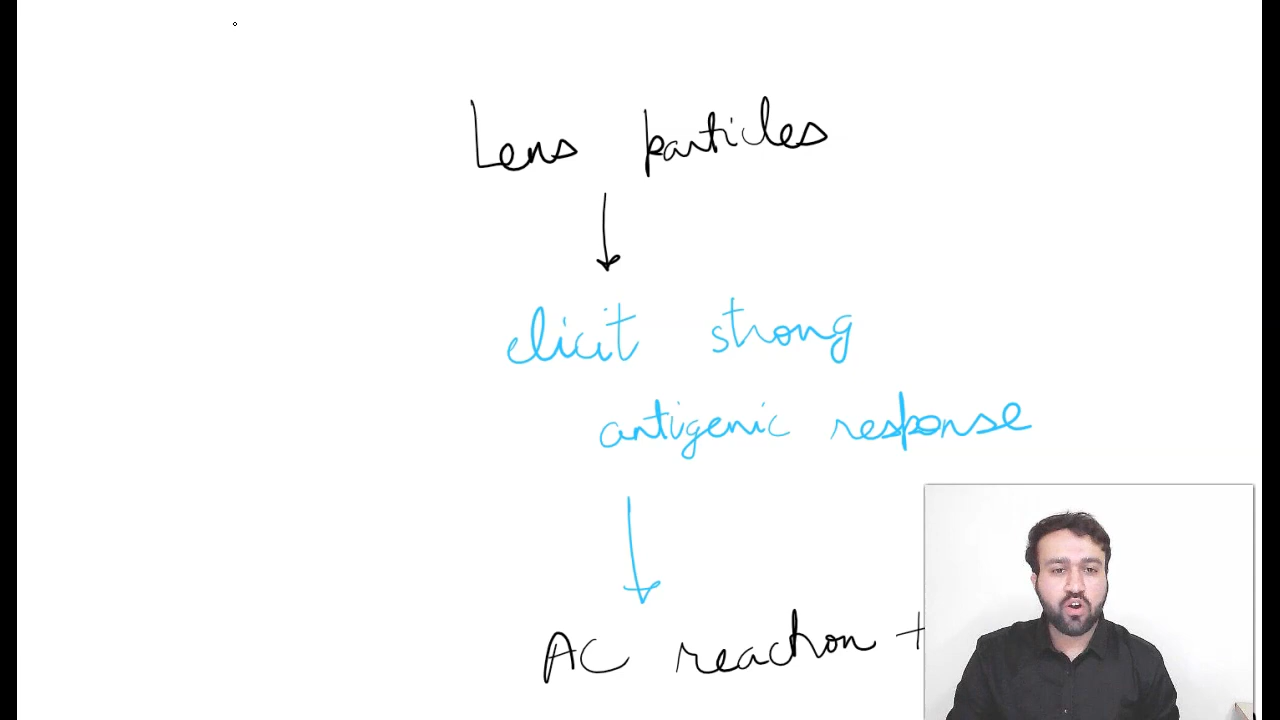 Lens particles
↓
elicit strong
antigenic response
↓
AC reaction +